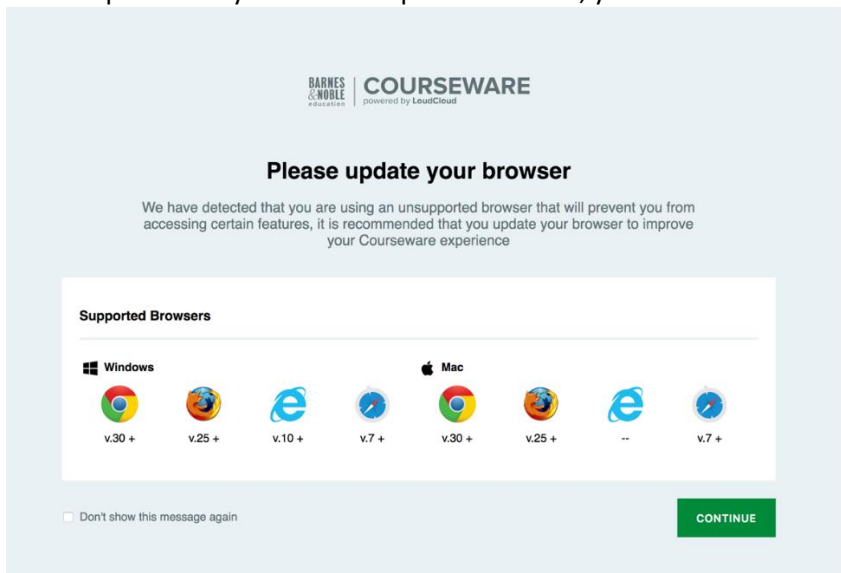 BARNES
&NOBLE
education
COURSEWARE
powered by LoudCloud
Please update your browser
We have detected that you are using an unsupported browser that will prevent you from
accessing certain features, it is recommended that you update your browser to improve
your Courseware experience
Supported Browsers
Windows
Mac
v.30 + v.25 + v.10 + v.7 + v.30 + v.25 + -- v.7 +
Don't show this message again
CONTINUE